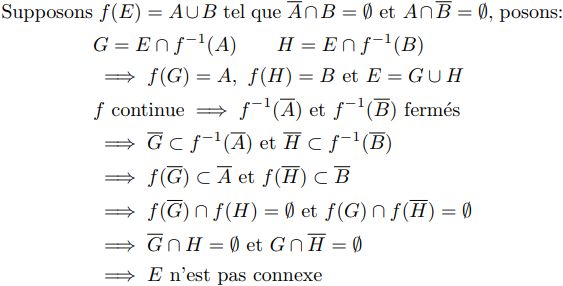 Supposons f(E) = A∪B tel que A̅∩B = ∅ et A∩B̅ = ∅, posons:
G = E ∩ f⁻¹(A) H = E ∩ f⁻¹(B)
⟹ f(G) = A, f(H) = B et E = G ∪ H
f continue ⟹ f⁻¹(A̅) et f⁻¹(B̅) fermés
⟹ G̅ ⊂ f⁻¹(A̅) et H̅ ⊂ f⁻¹(B̅)
⟹ f(G̅) ⊂ A̅ et f(H̅) ⊂ B̅
⟹ f(G̅) ∩ f(H) = ∅ et f(G) ∩ f(H̅) = ∅
⟹ G̅ ∩ H = ∅ et G ∩ H̅ = ∅
⟹ E n'est pas connexe